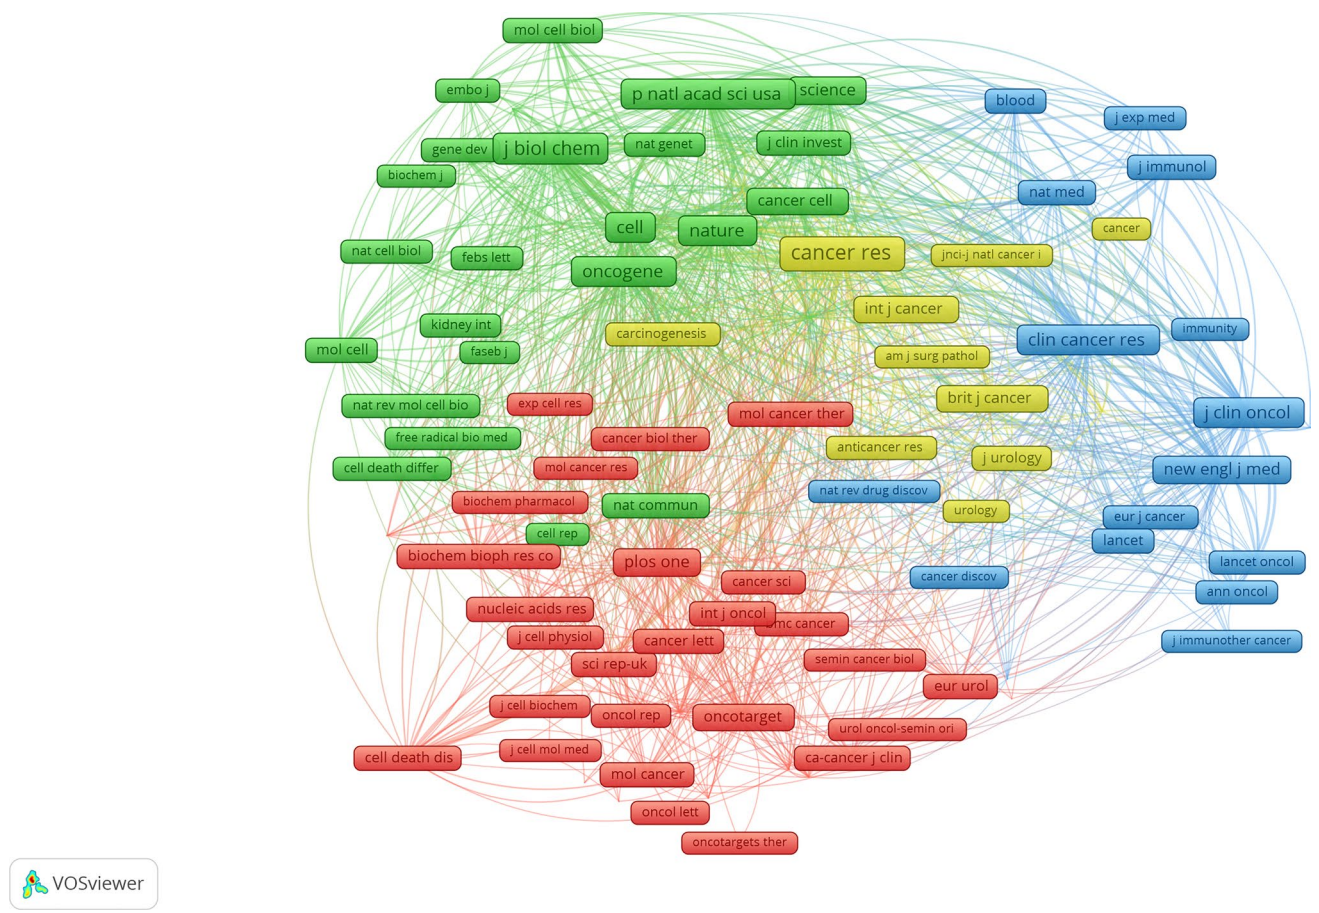 mol cell biol
embo j
p natl acad sci usa
science
blood
j exp med
gene dev
j biol chem
nat genet
j clin invest
j immunol
biochem j
nat med
cancer cell
cell
nature
cancer
nat cell biol
febs lett
cancer res
jnci-j natl cancer i
oncogene
int j cancer
kidney int
carcinogenesis
clin cancer res
immunity
mol cell
faseb j
am j surg pathol
nat rev mol cell bio
exp cell res
mol cancer ther
brit j cancer
j clin oncol
free radical bio med
cancer biol ther
anticancer res
j urology
cell death differ
mol cancer res
new engl j med
nat rev drug discov
biochem pharmacol
nat commun
urology
eur j cancer
cell rep
lancet
biochem bioph res co
plos one
lancet oncol
cancer sci
cancer discov
ann oncol
nucleic acids res
int j oncol
bmc cancer
j cell physiol
cancer lett
j immunother cancer
sci rep-uk
semin cancer biol
eur urol
j cell biochem
oncol rep
oncotarget
urol oncol-semin ori
cell death dis
j cell mol med
ca-cancer j clin
mol cancer
oncol lett
oncotargets ther
VOSviewer